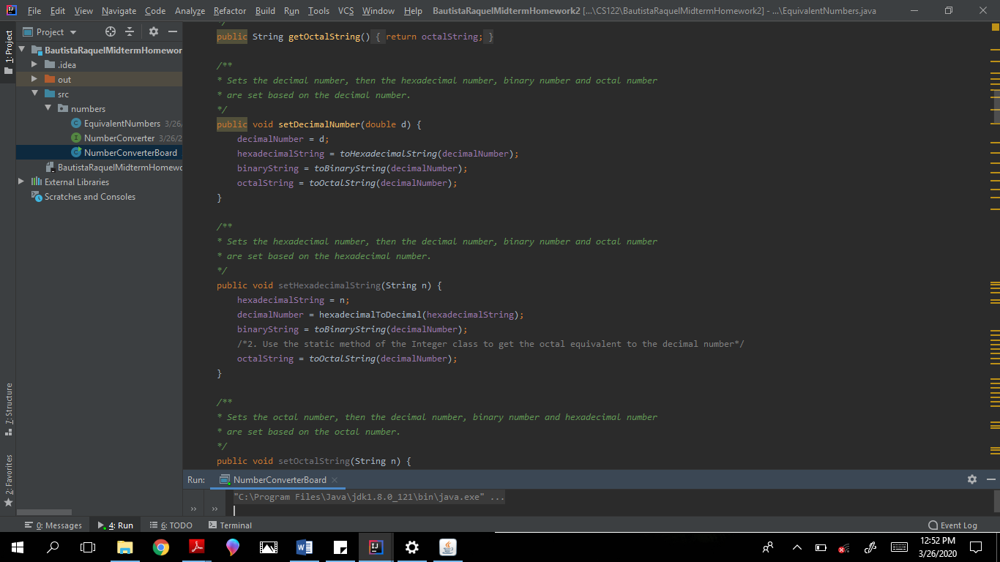 File Edit View Navigate Code Analyze Refactor Build Run Tools VCS Window Help BautistaRaquelMidtermHomework2 [...\CS122\BautistaRaquelMidtermHomework2] - ...\EquivalentNumbers.java
1: Project
Project
BautistaRaquelMidtermHomewor
.idea
out
src
numbers
EquivalentNumbers 3/26/
NumberConverter 3/26/2
NumberConverterBoard
BautistaRaquelMidtermHomewo
External Libraries
Scratches and Consoles
7: Structure
2: Favorites
*/
public String getOctalString() { return octalString; }
/**
* Sets the decimal number, then the hexadecimal number, binary number and octal number
* are set based on the decimal number.
*/
public void setDecimalNumber(double d) {
decimalNumber = d;
hexadecimalString = toHexadecimalString(decimalNumber);
binaryString = toBinaryString(decimalNumber);
octalString = toOctalString(decimalNumber);
}
/**
* Sets the hexadecimal number, then the decimal number, binary number and octal number
* are set based on the hexadecimal number.
*/
public void setHexadecimalString(String n) {
hexadecimalString = n;
decimalNumber = hexadecimalToDecimal(hexadecimalString);
binaryString = toBinaryString(decimalNumber);
/*2. Use the static method of the Integer class to get the octal equivalent to the decimal number*/
octalString = toOctalString(decimalNumber);
}
/**
* Sets the octal number, then the decimal number, binary number and hexadecimal number
* are set based on the octal number.
*/
public void setOctalString(String n) {
Run: NumberConverterBoard
"C:\Program Files\Java\jdk1.8.0_121\bin\java.exe" ...
0: Messages 4: Run 6: TODO Terminal Event Log
12:52 PM
3/26/2020